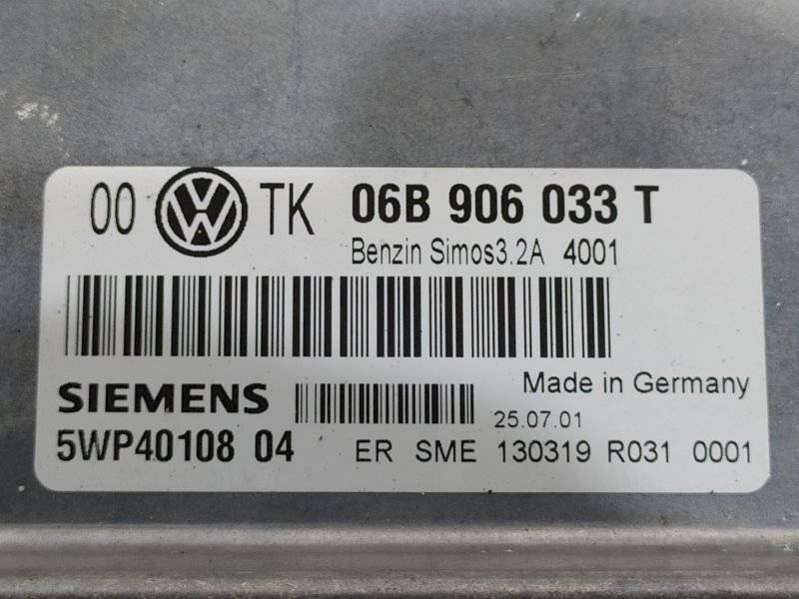 00 VW TK 06B 906 033 T
Benzin Simos3.2A 4001
SIEMENS
Made in Germany
25.07.01
5WP40108 04 ER SME 130319 R031 0001